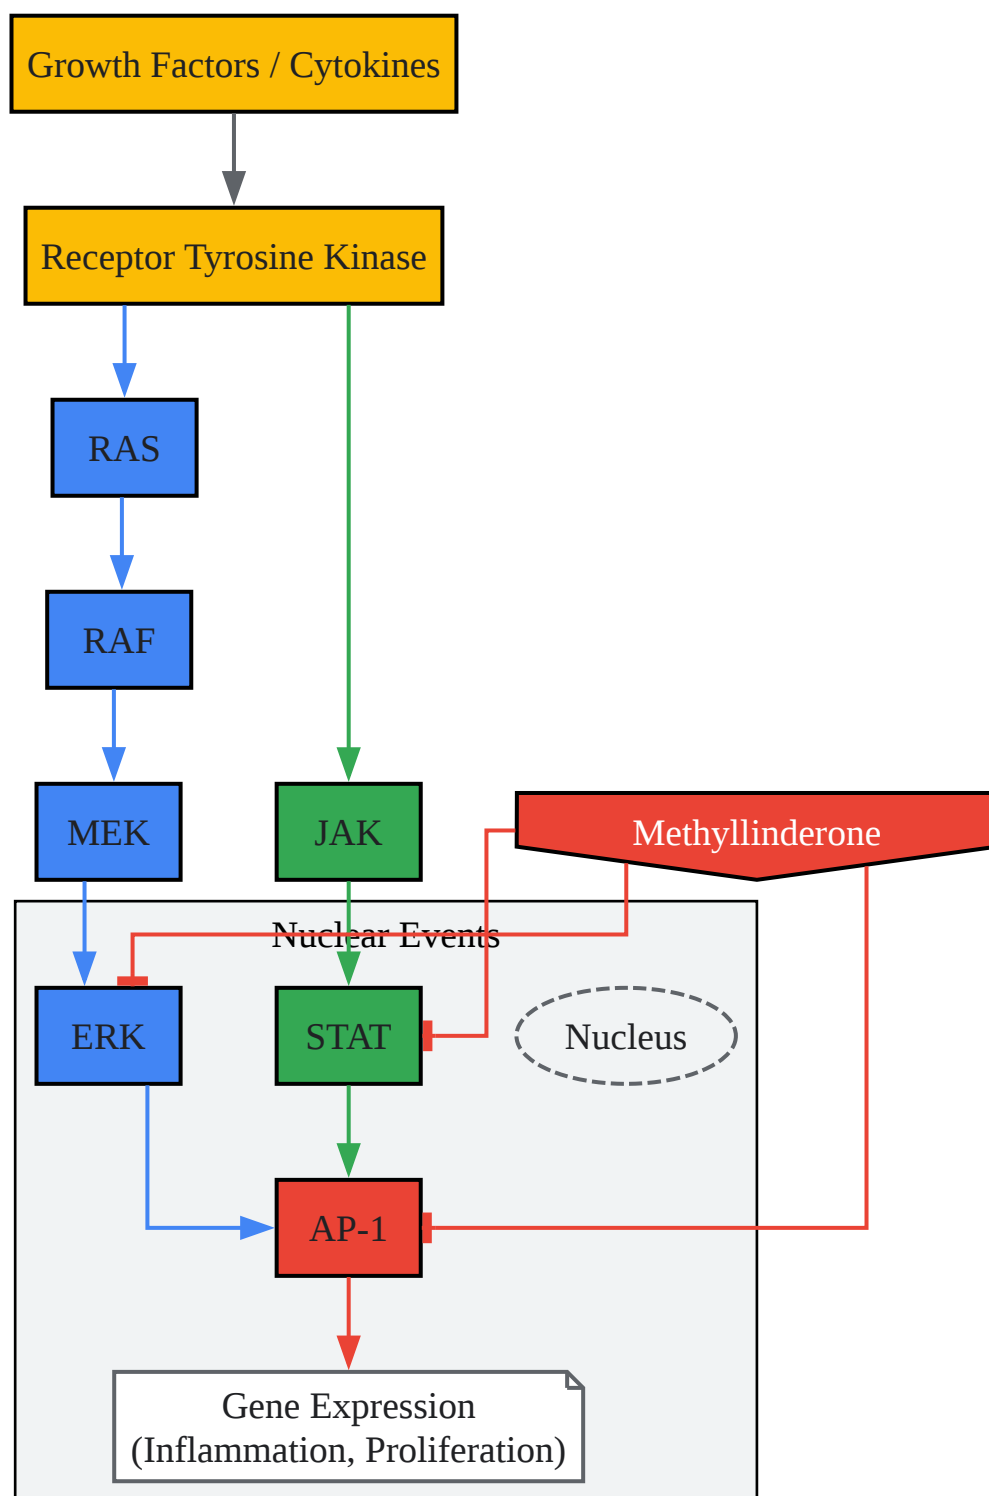 Growth Factors / Cytokines
Receptor Tyrosine Kinase
RAS
RAF
MEK
JAK
Methyllinderone
Nuclear Events
ERK
STAT
Nucleus
AP-1
Gene Expression
(Inflammation, Proliferation)